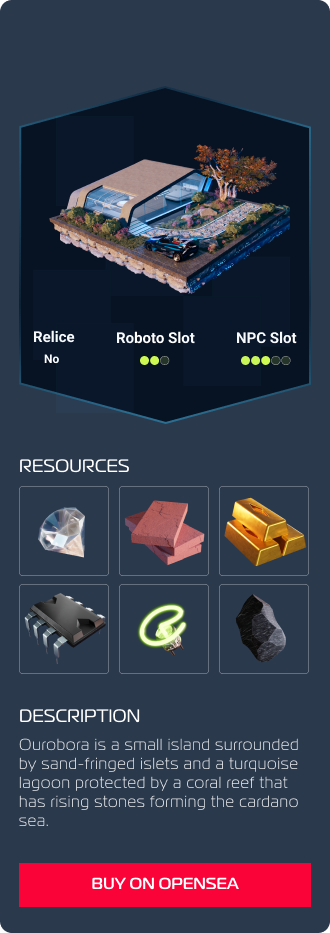 Relice
Roboto Slot
NPC Slot
No
RESOURCES
DESCRIPTION
Ourobora is a small island surrounded
by sand-fringed islets and a turquoise
lagoon protected by a coral reef that
has rising stones forming the cardano
sea.
BUY ON OPENSEA